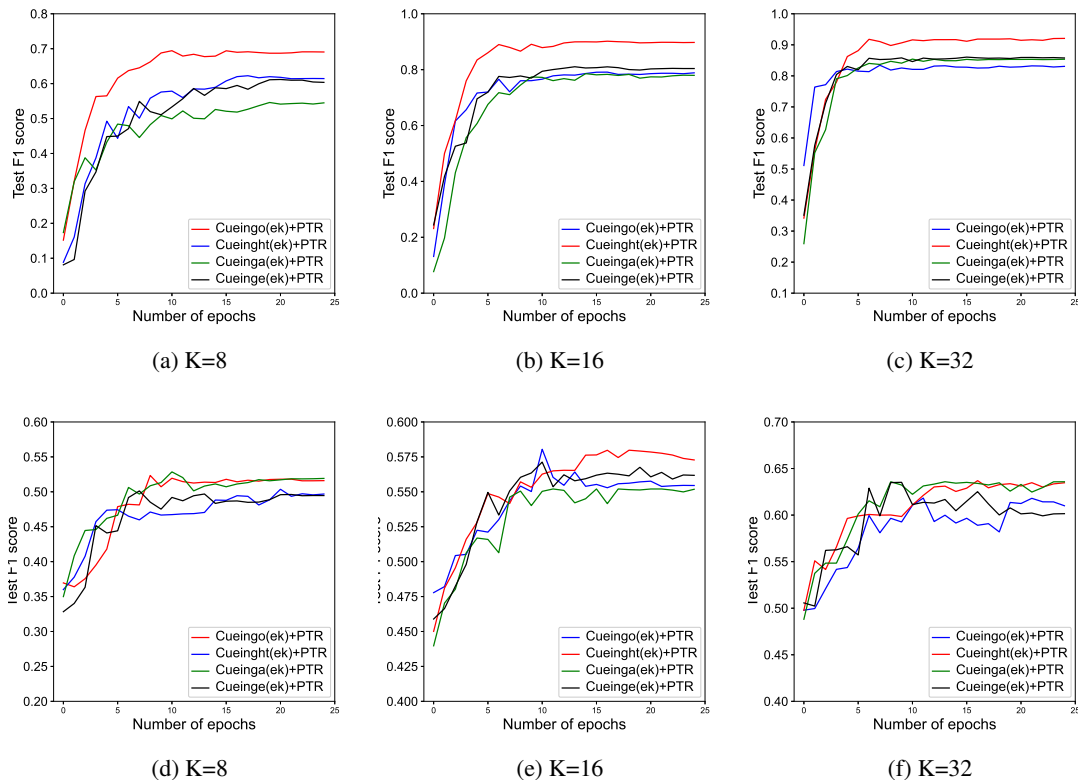 Test F1 score
0.8
0.7
0.6
0.5
0.4
0.3
0.2
0.1
0.0
0
5
10
15
20
25
Number of epochs
Cueingo(ek)+PTR
Cueinght(ek)+PTR
Cueinga(ek)+PTR
Cueinge(ek)+PTR
(a) K=8
Test F1 score
1.0
0.8
0.6
0.4
0.2
0.0
0
5
10
15
20
25
Number of epochs
Cueingo(ek)+PTR
Cueinght(ek)+PTR
Cueinga(ek)+PTR
Cueinge(ek)+PTR
(b) K=16
Test F1 score
1.0
0.9
0.8
0.7
0.6
0.5
0.4
0.3
0.2
0.1
0
5
10
15
20
25
Number of epochs
Cueingo(ek)+PTR
Cueinght(ek)+PTR
Cueinga(ek)+PTR
Cueinge(ek)+PTR
(c) K=32
Test F1 score
0.60
0.55
0.50
0.45
0.40
0.35
0.30
0.25
0.20
0
5
10
15
20
25
Number of epochs
Cueingo(ek)+PTR
Cueinght(ek)+PTR
Cueinga(ek)+PTR
Cueinge(ek)+PTR
(d) K=8
Test F1 score
0.600
0.575
0.550
0.525
0.500
0.475
0.450
0.425
0.400
0
5
10
15
20
25
Number of epochs
Cueingo(ek)+PTR
Cueinght(ek)+PTR
Cueinga(ek)+PTR
Cueinge(ek)+PTR
(e) K=16
Test F1 score
0.70
0.65
0.60
0.55
0.50
0.45
0.40
0
5
10
15
20
25
Number of epochs
Cueingo(ek)+PTR
Cueinght(ek)+PTR
Cueinga(ek)+PTR
Cueinge(ek)+PTR
(f) K=32